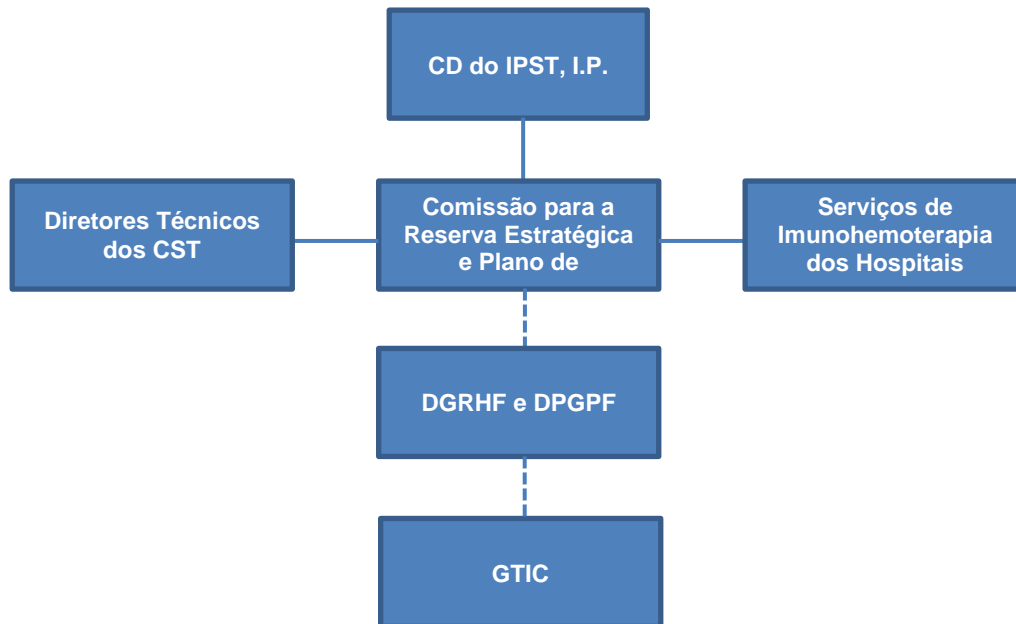 CD do IPST, I.P.
Diretores Técnicos
dos CST
Comissão para a
Reserva Estratégica
e Plano de
Serviços de
Imunohemoterapia
dos Hospitais
DGRHF e DPGPF
GTIC